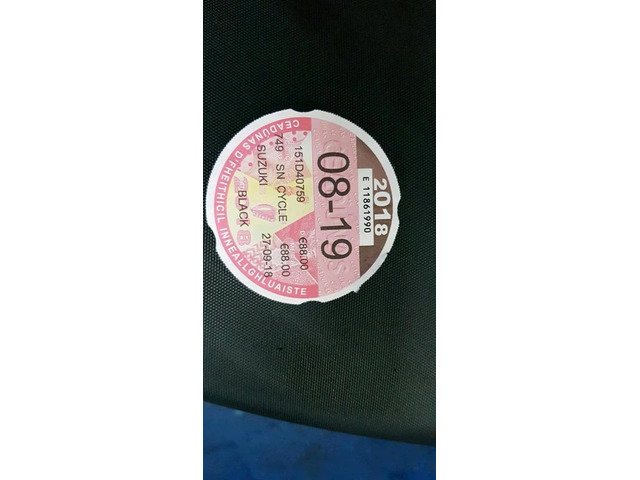 2018
E 11861990
08-19
151D40759 €88.00
749 SN CYCLE €88.00
SUZUKI 27-09-18
BLACK
CEADÚNAS D FHEITHICIL INNEALLGHLUAISTE